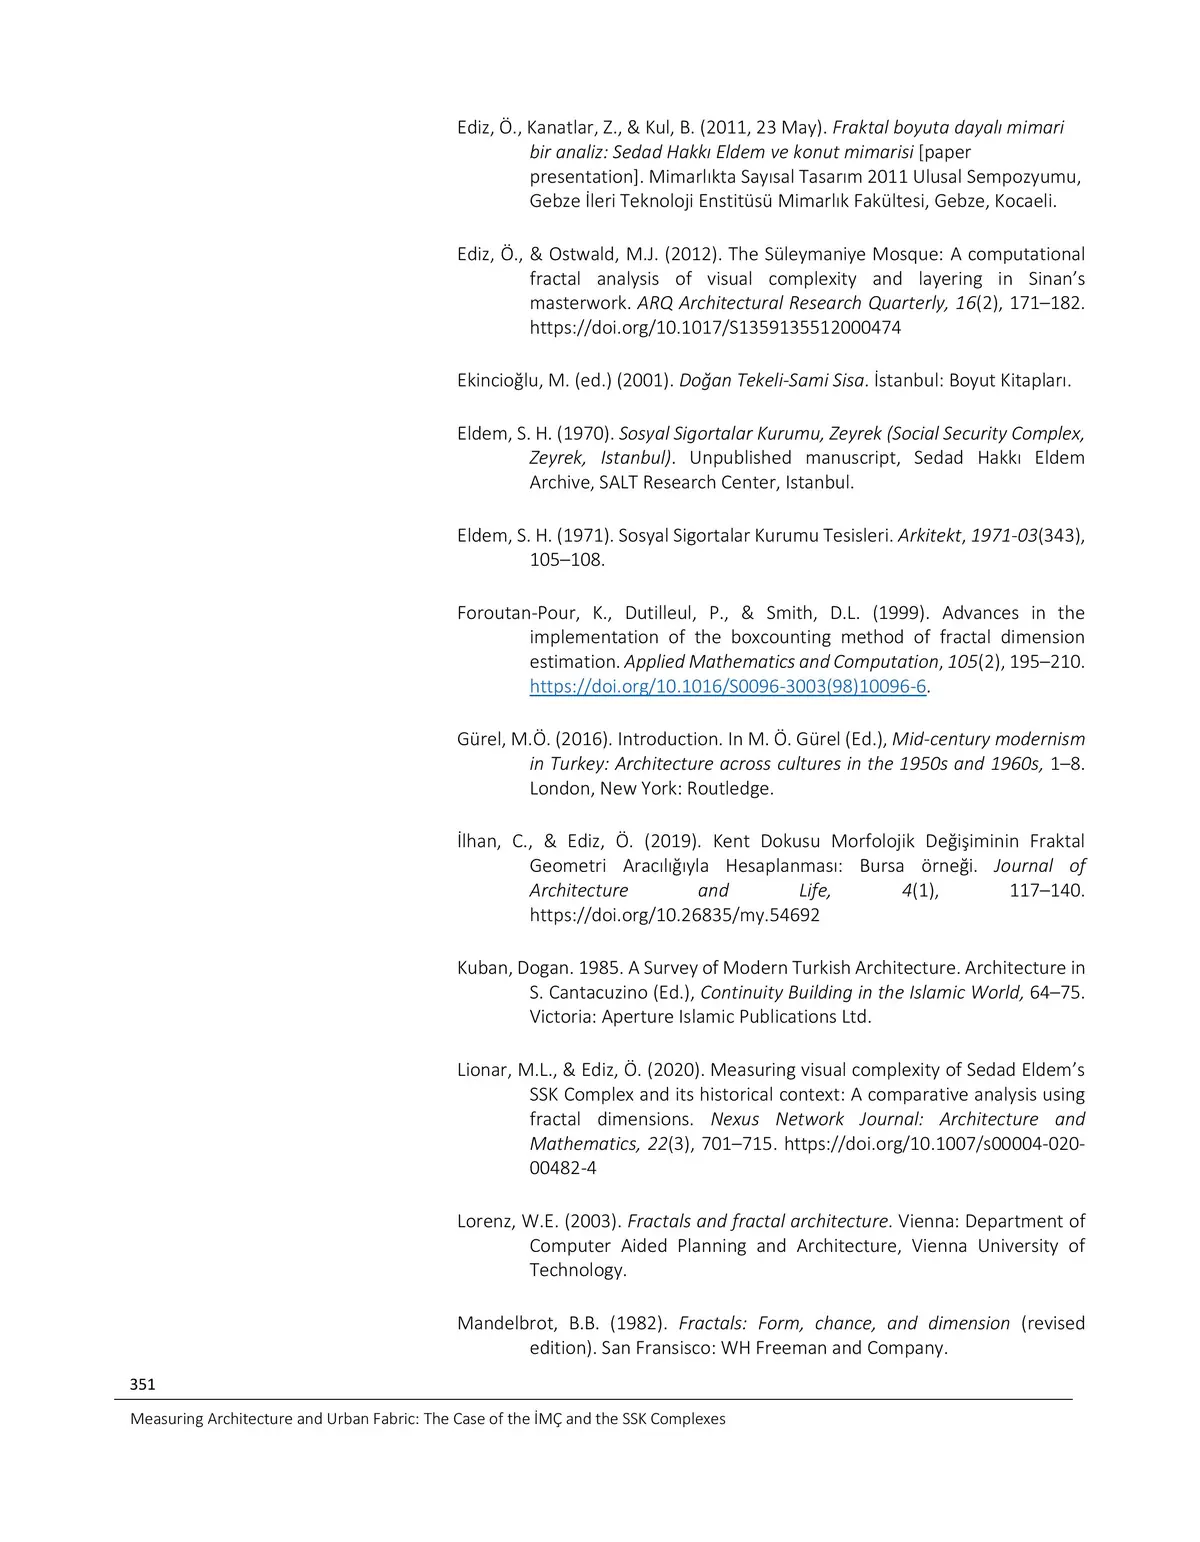 Ediz, Ö., Kanatlar, Z., & Kul, B. (2011, 23 May). Fraktal boyuta dayalı mimari
bir analiz: Sedad Hakkı Eldem ve konut mimarisi [paper
presentation]. Mimarlıkta Sayısal Tasarım 2011 Ulusal Sempozyumu,
Gebze İleri Teknoloji Enstitüsü Mimarlık Fakültesi, Gebze, Kocaeli.
Ediz, Ö., & Ostwald, M.J. (2012). The Süleymaniye Mosque: A computational
fractal analysis of visual complexity and layering in Sinan’s
masterwork. ARQ Architectural Research Quarterly, 16(2), 171–182.
https://doi.org/10.1017/S1359135512000474
Ekincioğlu, M. (ed.) (2001). Doğan Tekeli-Sami Sisa. İstanbul: Boyut Kitapları.
Eldem, S. H. (1970). Sosyal Sigortalar Kurumu, Zeyrek (Social Security Complex,
Zeyrek, Istanbul). Unpublished manuscript, Sedad Hakkı Eldem
Archive, SALT Research Center, Istanbul.
Eldem, S. H. (1971). Sosyal Sigortalar Kurumu Tesisleri. Arkitekt, 1971-03(343),
105–108.
Foroutan-Pour, K., Dutilleul, P., & Smith, D.L. (1999). Advances in the
implementation of the boxcounting method of fractal dimension
estimation. Applied Mathematics and Computation, 105(2), 195–210.
https://doi.org/10.1016/S0096-3003(98)10096-6.
Gürel, M.Ö. (2016). Introduction. In M. Ö. Gürel (Ed.), Mid-century modernism
in Turkey: Architecture across cultures in the 1950s and 1960s, 1–8.
London, New York: Routledge.
İlhan, C., & Ediz, Ö. (2019). Kent Dokusu Morfolojik Değişiminin Fraktal
Geometri Aracılığıyla Hesaplanması: Bursa örneği. Journal of
Architecture and Life, 4(1), 117–140.
https://doi.org/10.26835/my.54692
Kuban, Dogan. 1985. A Survey of Modern Turkish Architecture. Architecture in
S. Cantacuzino (Ed.), Continuity Building in the Islamic World, 64–75.
Victoria: Aperture Islamic Publications Ltd.
Lionar, M.L., & Ediz, Ö. (2020). Measuring visual complexity of Sedad Eldem’s
SSK Complex and its historical context: A comparative analysis using
fractal dimensions. Nexus Network Journal: Architecture and
Mathematics, 22(3), 701–715. https://doi.org/10.1007/s00004-020-
00482-4
Lorenz, W.E. (2003). Fractals and fractal architecture. Vienna: Department of
Computer Aided Planning and Architecture, Vienna University of
Technology.
Mandelbrot, B.B. (1982). Fractals: Form, chance, and dimension (revised
edition). San Fransisco: WH Freeman and Company.
351
Measuring Architecture and Urban Fabric: The Case of the İMÇ and the SSK Complexes